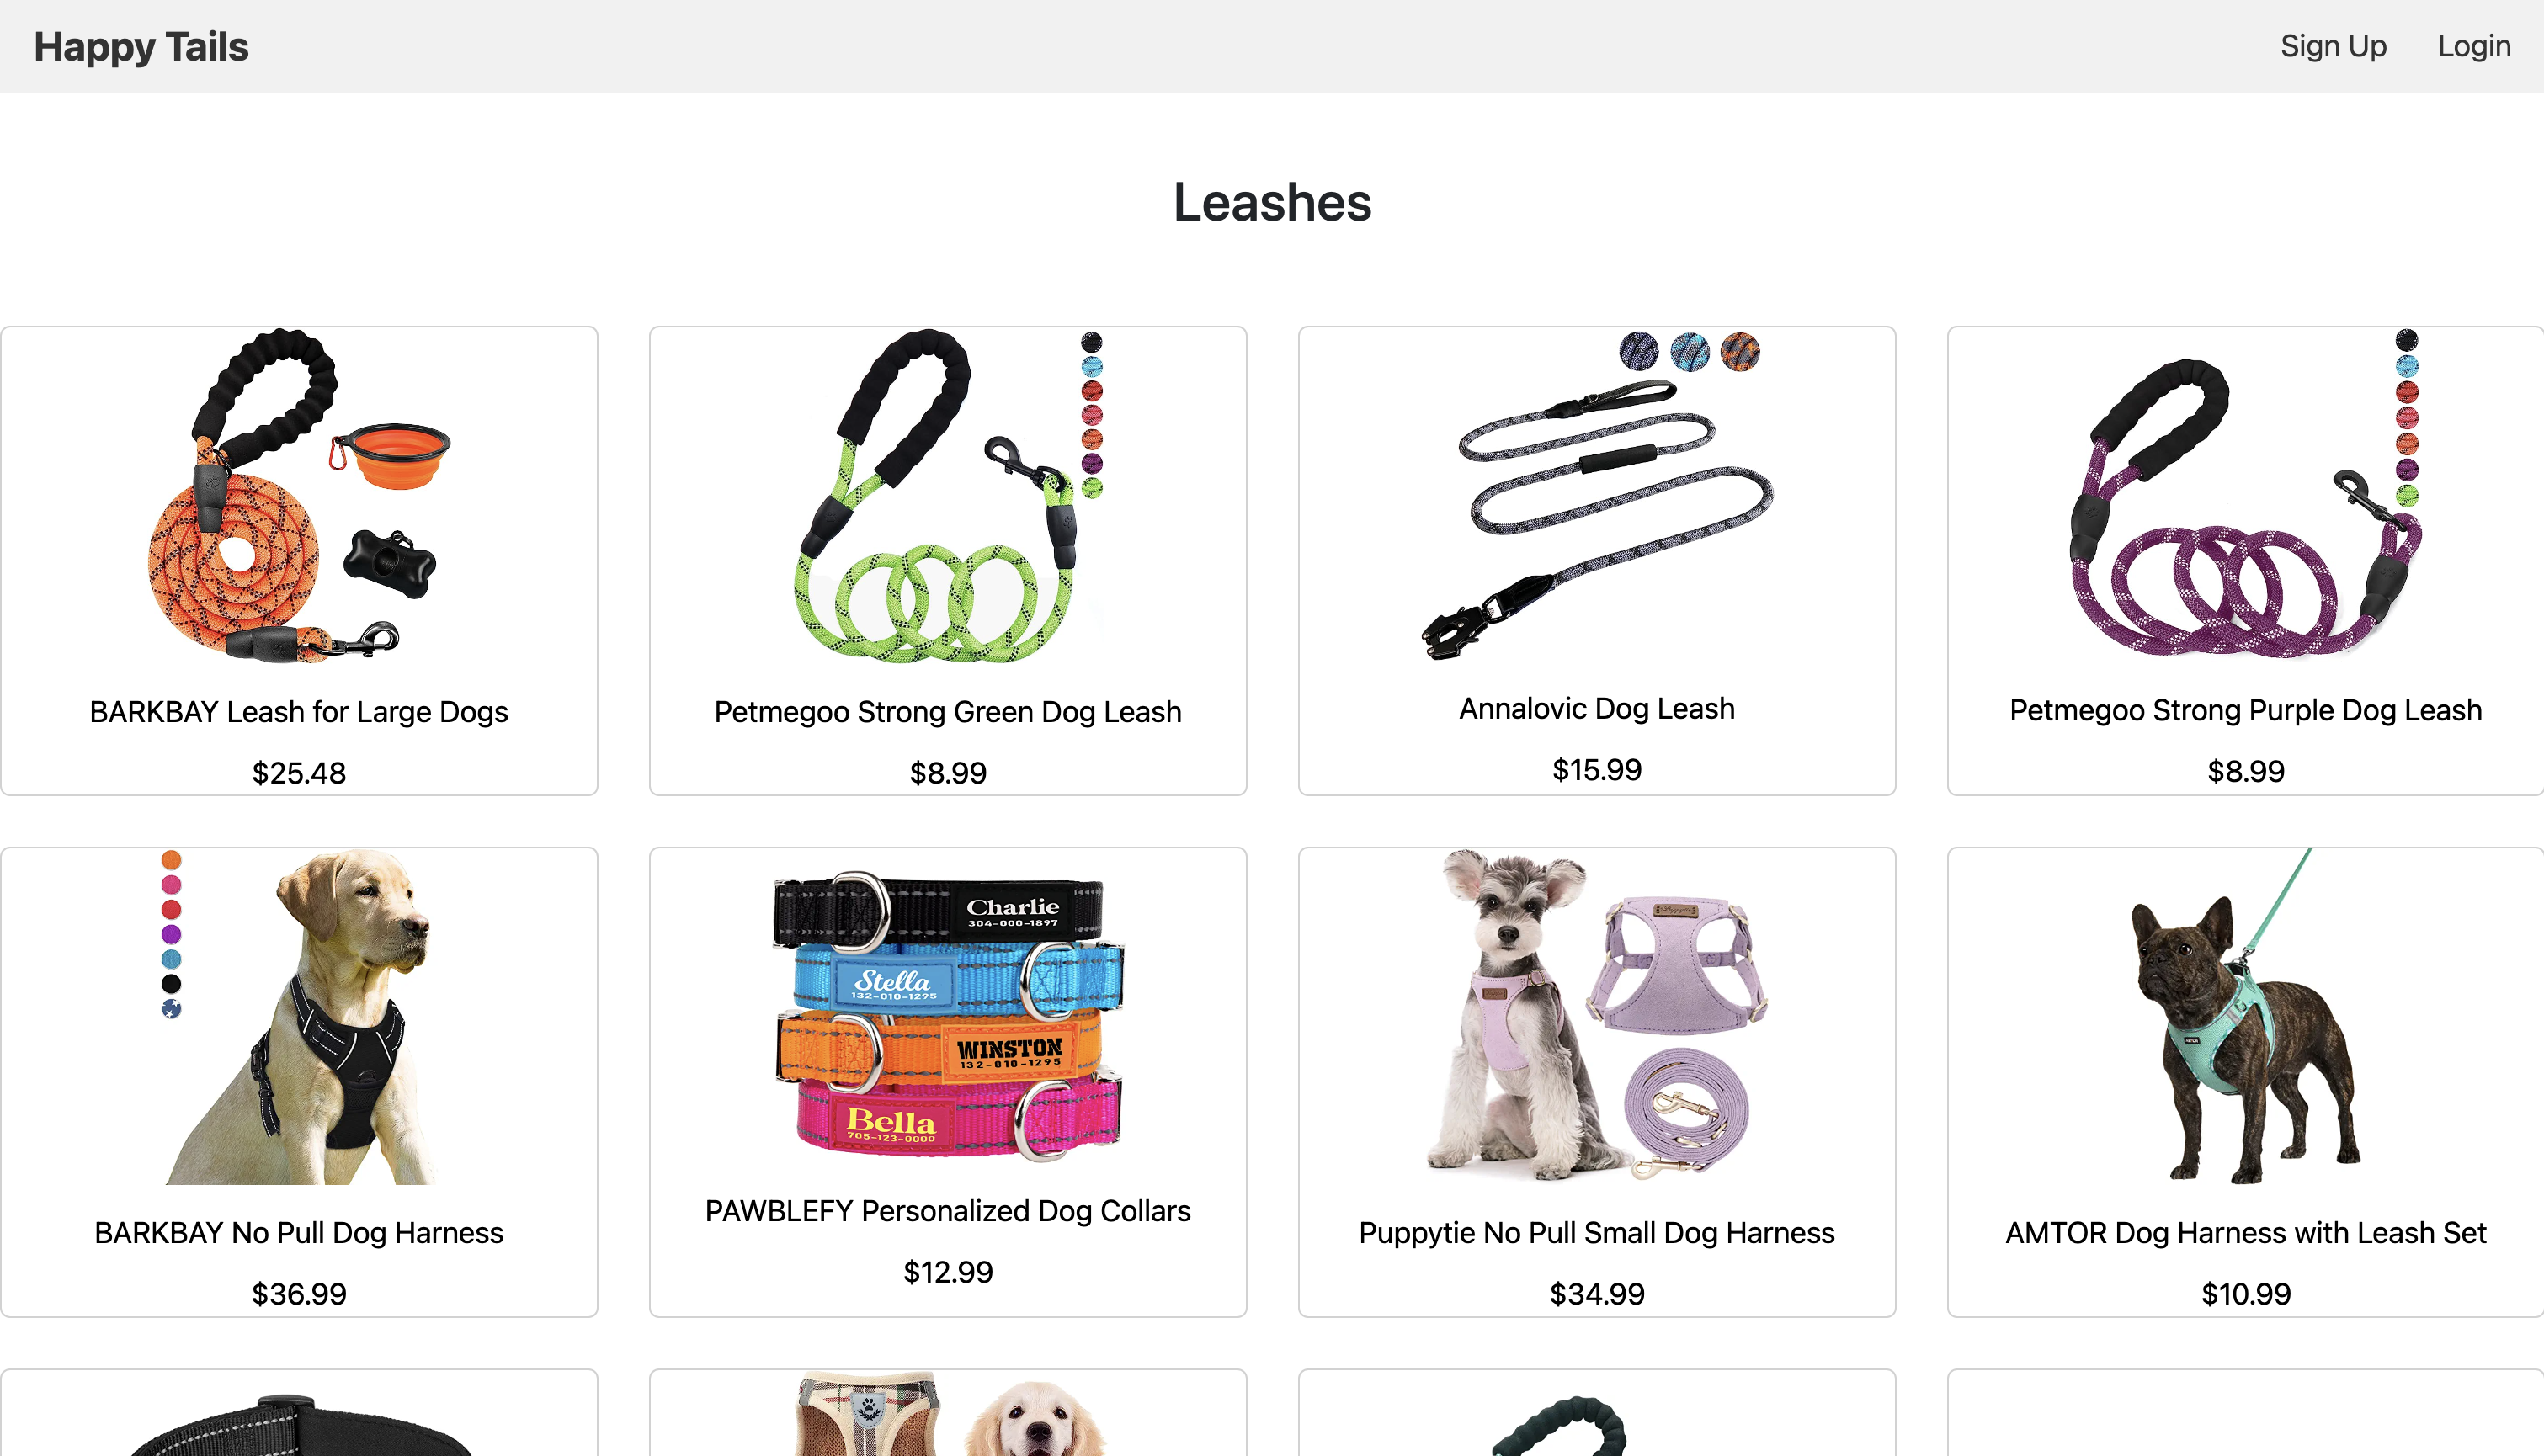 Happy Tails
Sign Up
Login
Leashes
BARKBAY Leash for Large Dogs
$25.48
Petmegoo Strong Green Dog Leash
$8.99
Annalovic Dog Leash
$15.99
Petmegoo Strong Purple Dog Leash
$8.99
Charlie
304-000-1897
Stella
132-010-1295
WINSTON
132-010-1295
Bella
705-123-0000
BARKBAY No Pull Dog Harness
$36.99
PAWBLEFY Personalized Dog Collars
$12.99
Puppytie No Pull Small Dog Harness
$34.99
AMTOR Dog Harness with Leash Set
$10.99